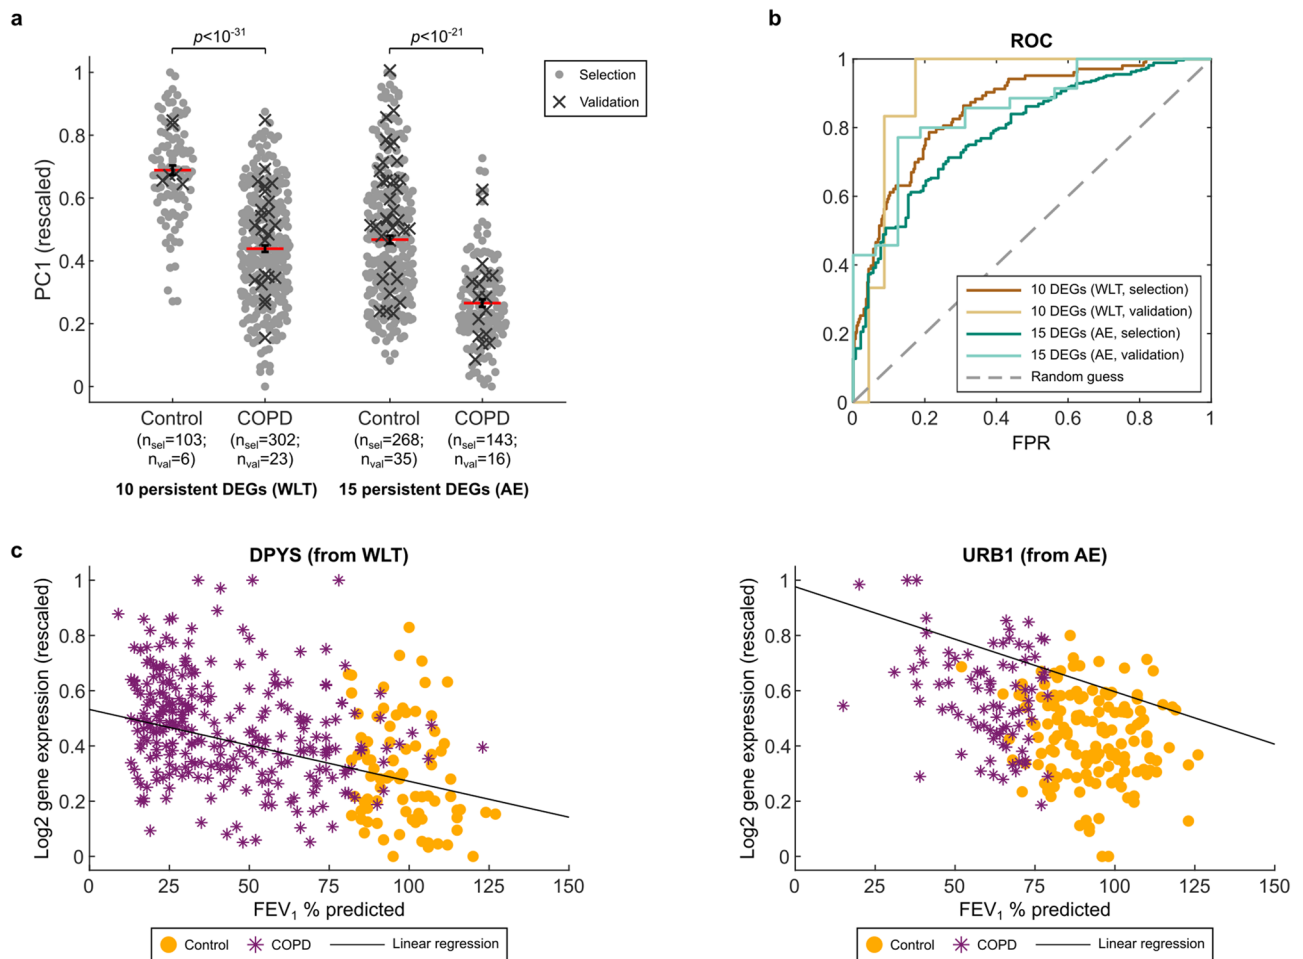 a
p<10-31
p<10-21
Selection
Validation
PC1 (rescaled)
1
0.8
0.6
0.4
0.2
0
Control
(nsel=103;
nval=6)
COPD
(nsel=302;
nval=23)
Control
(nsel=268;
nval=35)
COPD
(nsel=143;
nval=16)
10 persistent DEGs (WLT)
15 persistent DEGs (AE)
b
ROC
1
0.8
0.6
0.4
0.2
0
10 DEGs (WLT, selection)
10 DEGs (WLT, validation)
15 DEGs (AE, selection)
15 DEGs (AE, validation)
Random guess
0 0.2 0.4 0.6 0.8 1
FPR
c
DPYS (from WLT)
Log2 gene expression (rescaled)
1
0.8
0.6
0.4
0.2
0
0 25 50 75 100 125 150
FEV1 % predicted
Control COPD Linear regression
URB1 (from AE)
Log2 gene expression (rescaled)
1
0.8
0.6
0.4
0.2
0
0 25 50 75 100 125 150
FEV1 % predicted
Control COPD Linear regression